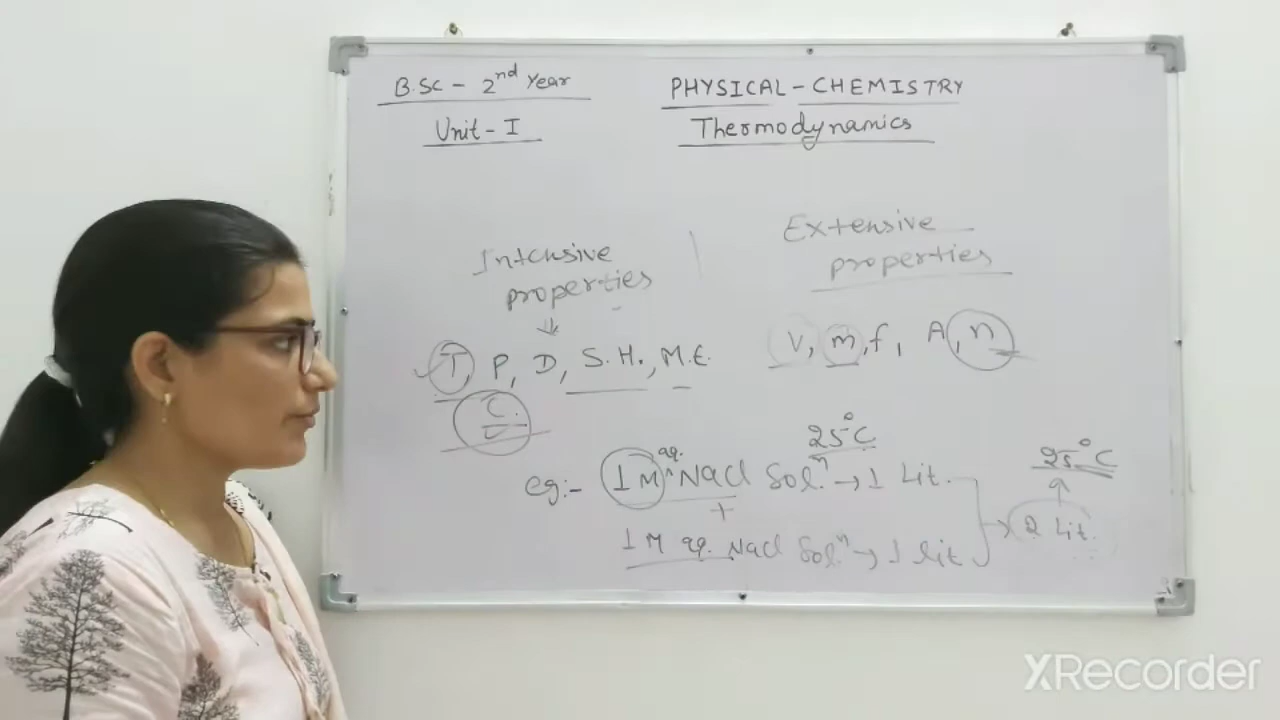 B.Sc - 2nd Year
PHYSICAL - CHEMISTRY
Unit - I
Thermodynamics
Intensive properties
Extensive properties
T, P, D, S.H., M.E.
V, m, f, A, n
C
25°C
eg:- 1 M aq. NaCl Soln. → 1 Lit.
+
1 M aq. NaCl Soln → 1 lit
25°C
2 Lit.
XRecorder